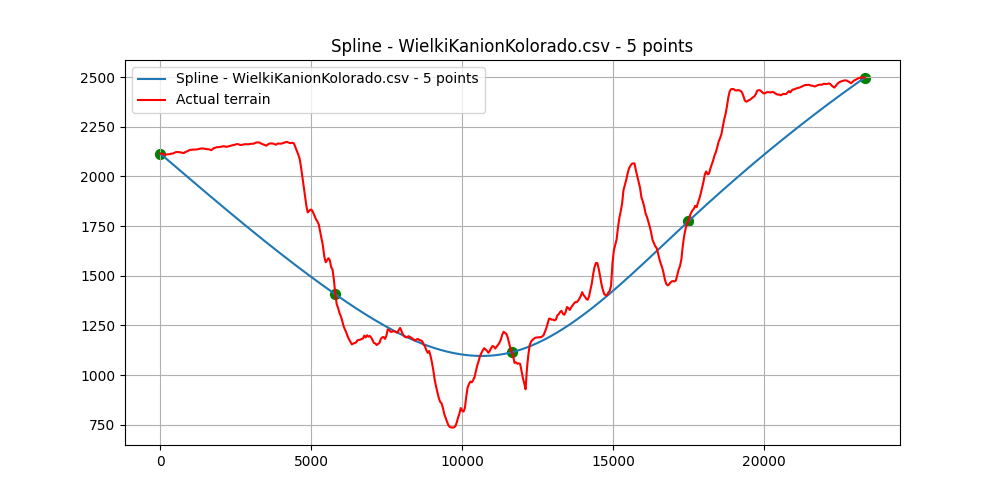 Spline - WielkiKanionKolorado.csv - 5 points
Spline - WielkiKanionKolorado.csv - 5 points
Actual terrain
2500
2250
2000
1750
1500
1250
1000
750
0 5000 10000 15000 20000